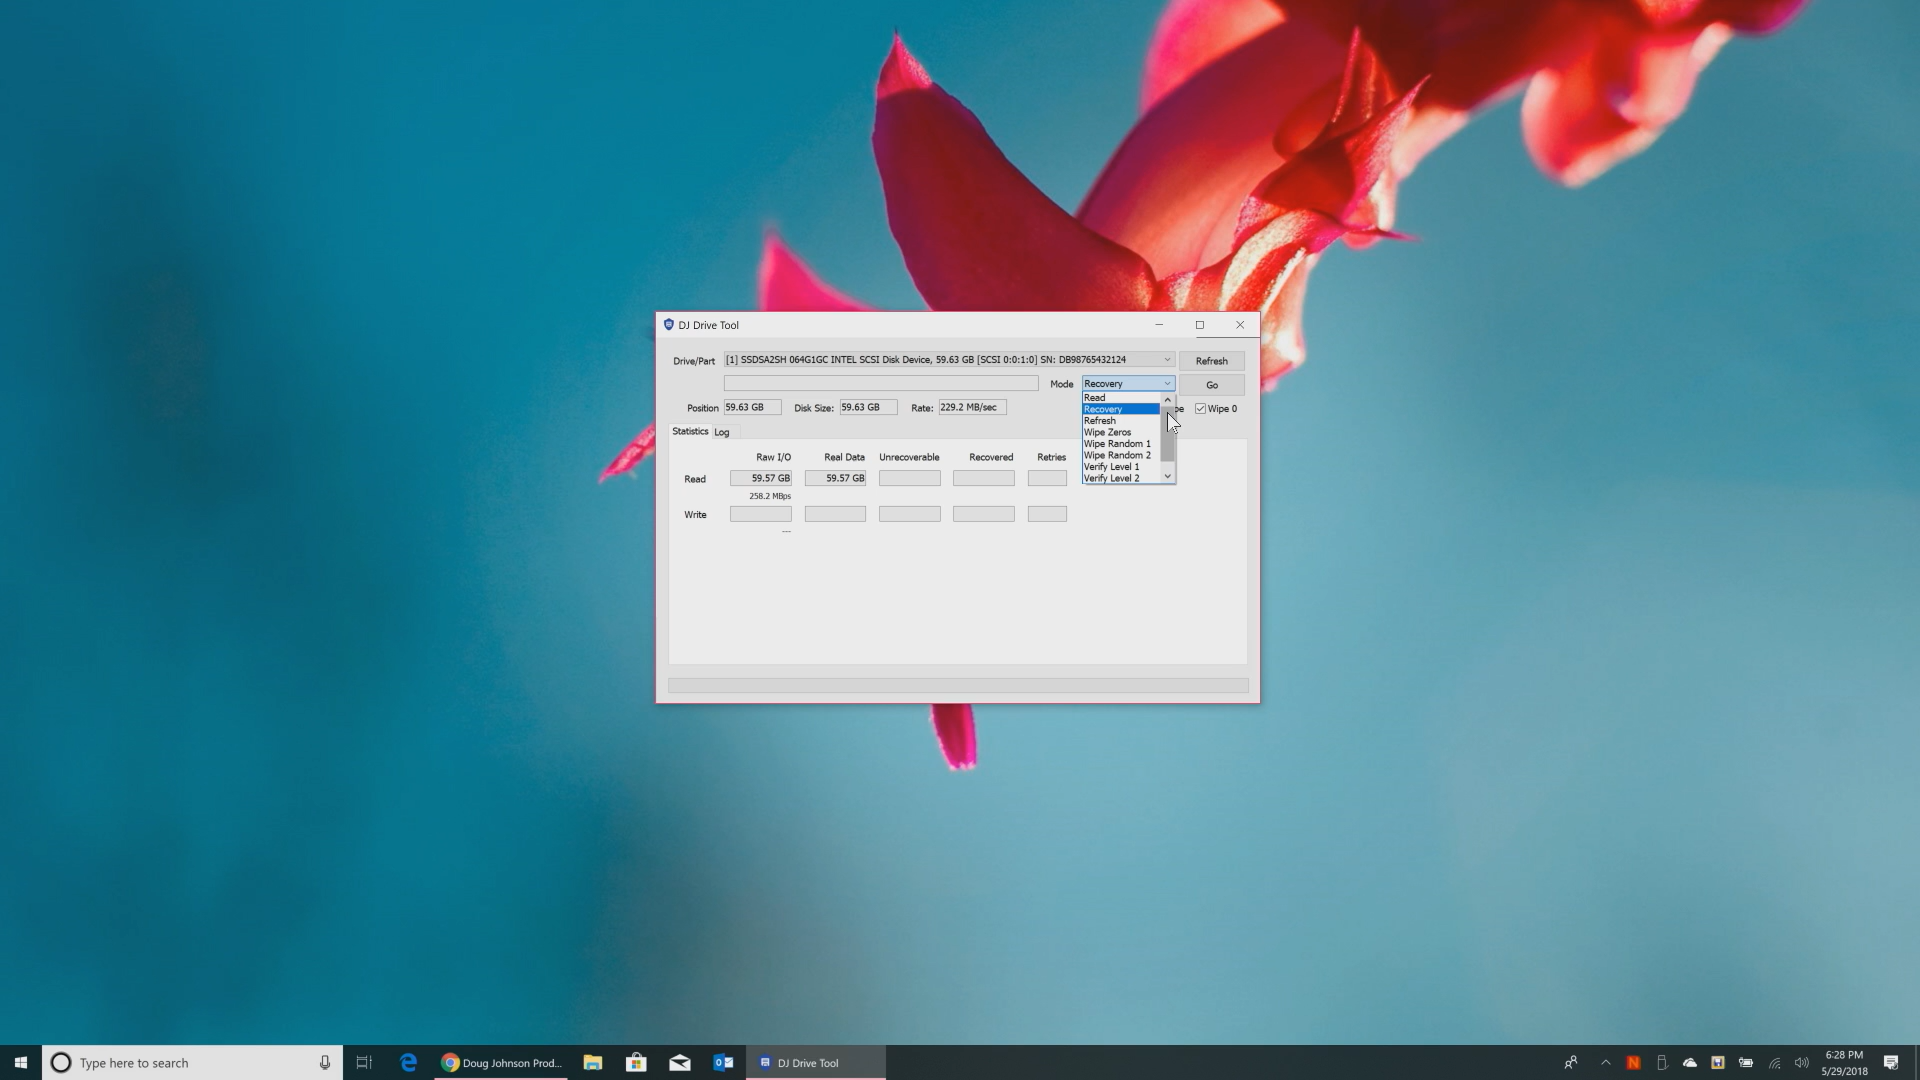 DJ Drive Tool
Drive/Part [1] SSDSA2SH 064G1GC INTEL SCSI Disk Device, 59.63 GB [SCSI 0:0:1:0] SN: DB98765432124 Refresh
Mode Recovery Go
Position 59.63 GB Disk Size: 59.63 GB Rate: 229.2 MB/sec Wipe 0
Read
Recovery
Refresh
Wipe Zeros
Wipe Random 1
Wipe Random 2
Verify Level 1
Verify Level 2
Statistics Log
Raw I/O Real Data Unrecoverable Recovered Retries
Read 59.57 GB 59.57 GB
258.2 MBps
Write
---
Type here to search
Doug Johnson Prod...
DJ Drive Tool
6:28 PM
5/29/2018